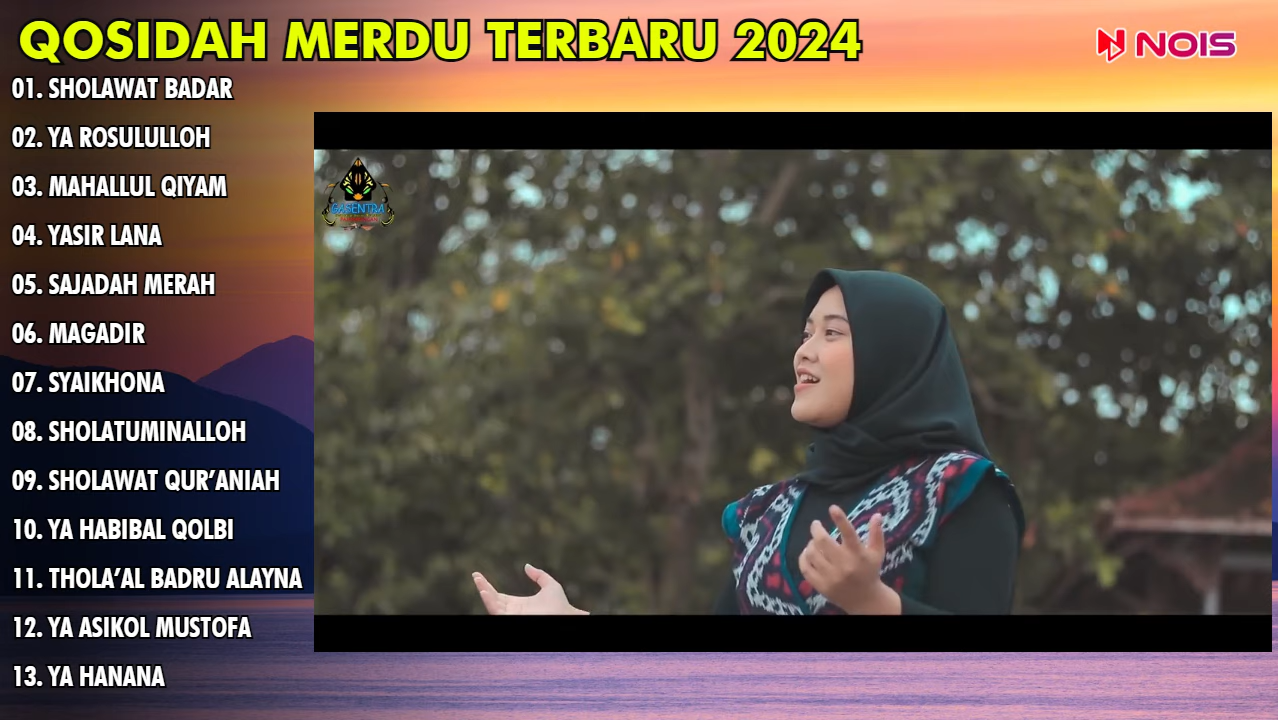 QOSIDAH MERDU TERBARU 2024
NOIS
01. SHOLAWAT BADAR
02. YA ROSULULLOH
03. MAHALLUL QIYAM
04. YASIR LANA
05. SAJADAH MERAH
06. MAGADIR
07. SYAIKHONA
08. SHOLATUMINALLOH
09. SHOLAWAT QUR’ANIAH
10. YA HABIBAL QOLBI
11. THOLA’AL BADRU ALAYNA
12. YA ASIKOL MUSTOFA
13. YA HANANA
GASENTRA